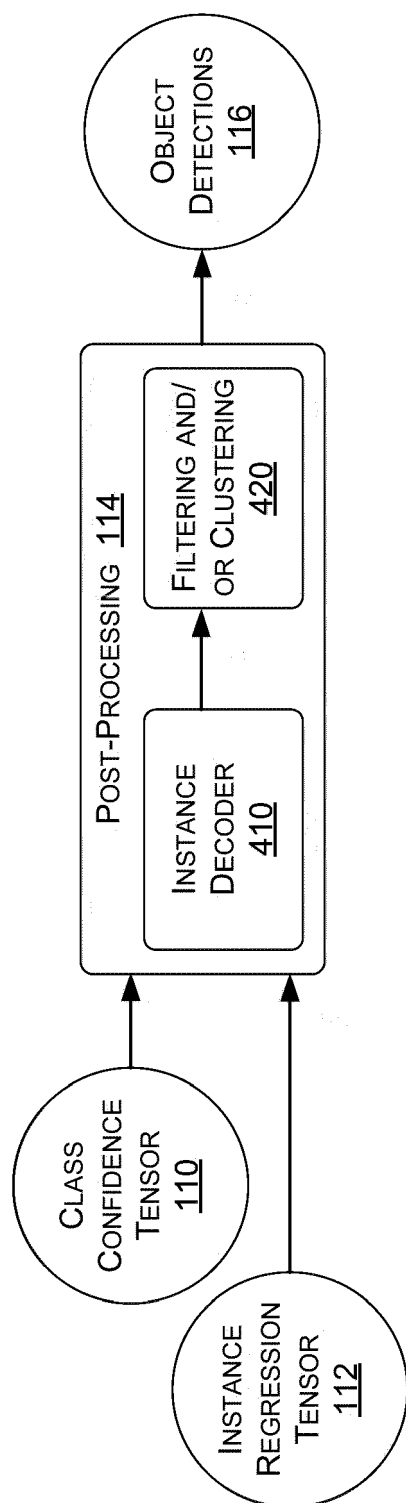 CLASS
CONFIDENCE
TENSOR
110
INSTANCE
REGRESSION
TENSOR
112
POST-PROCESSING 114
INSTANCE
DECODER
410
FILTERING AND/
OR CLUSTERING
420
OBJECT
DETECTIONS
116